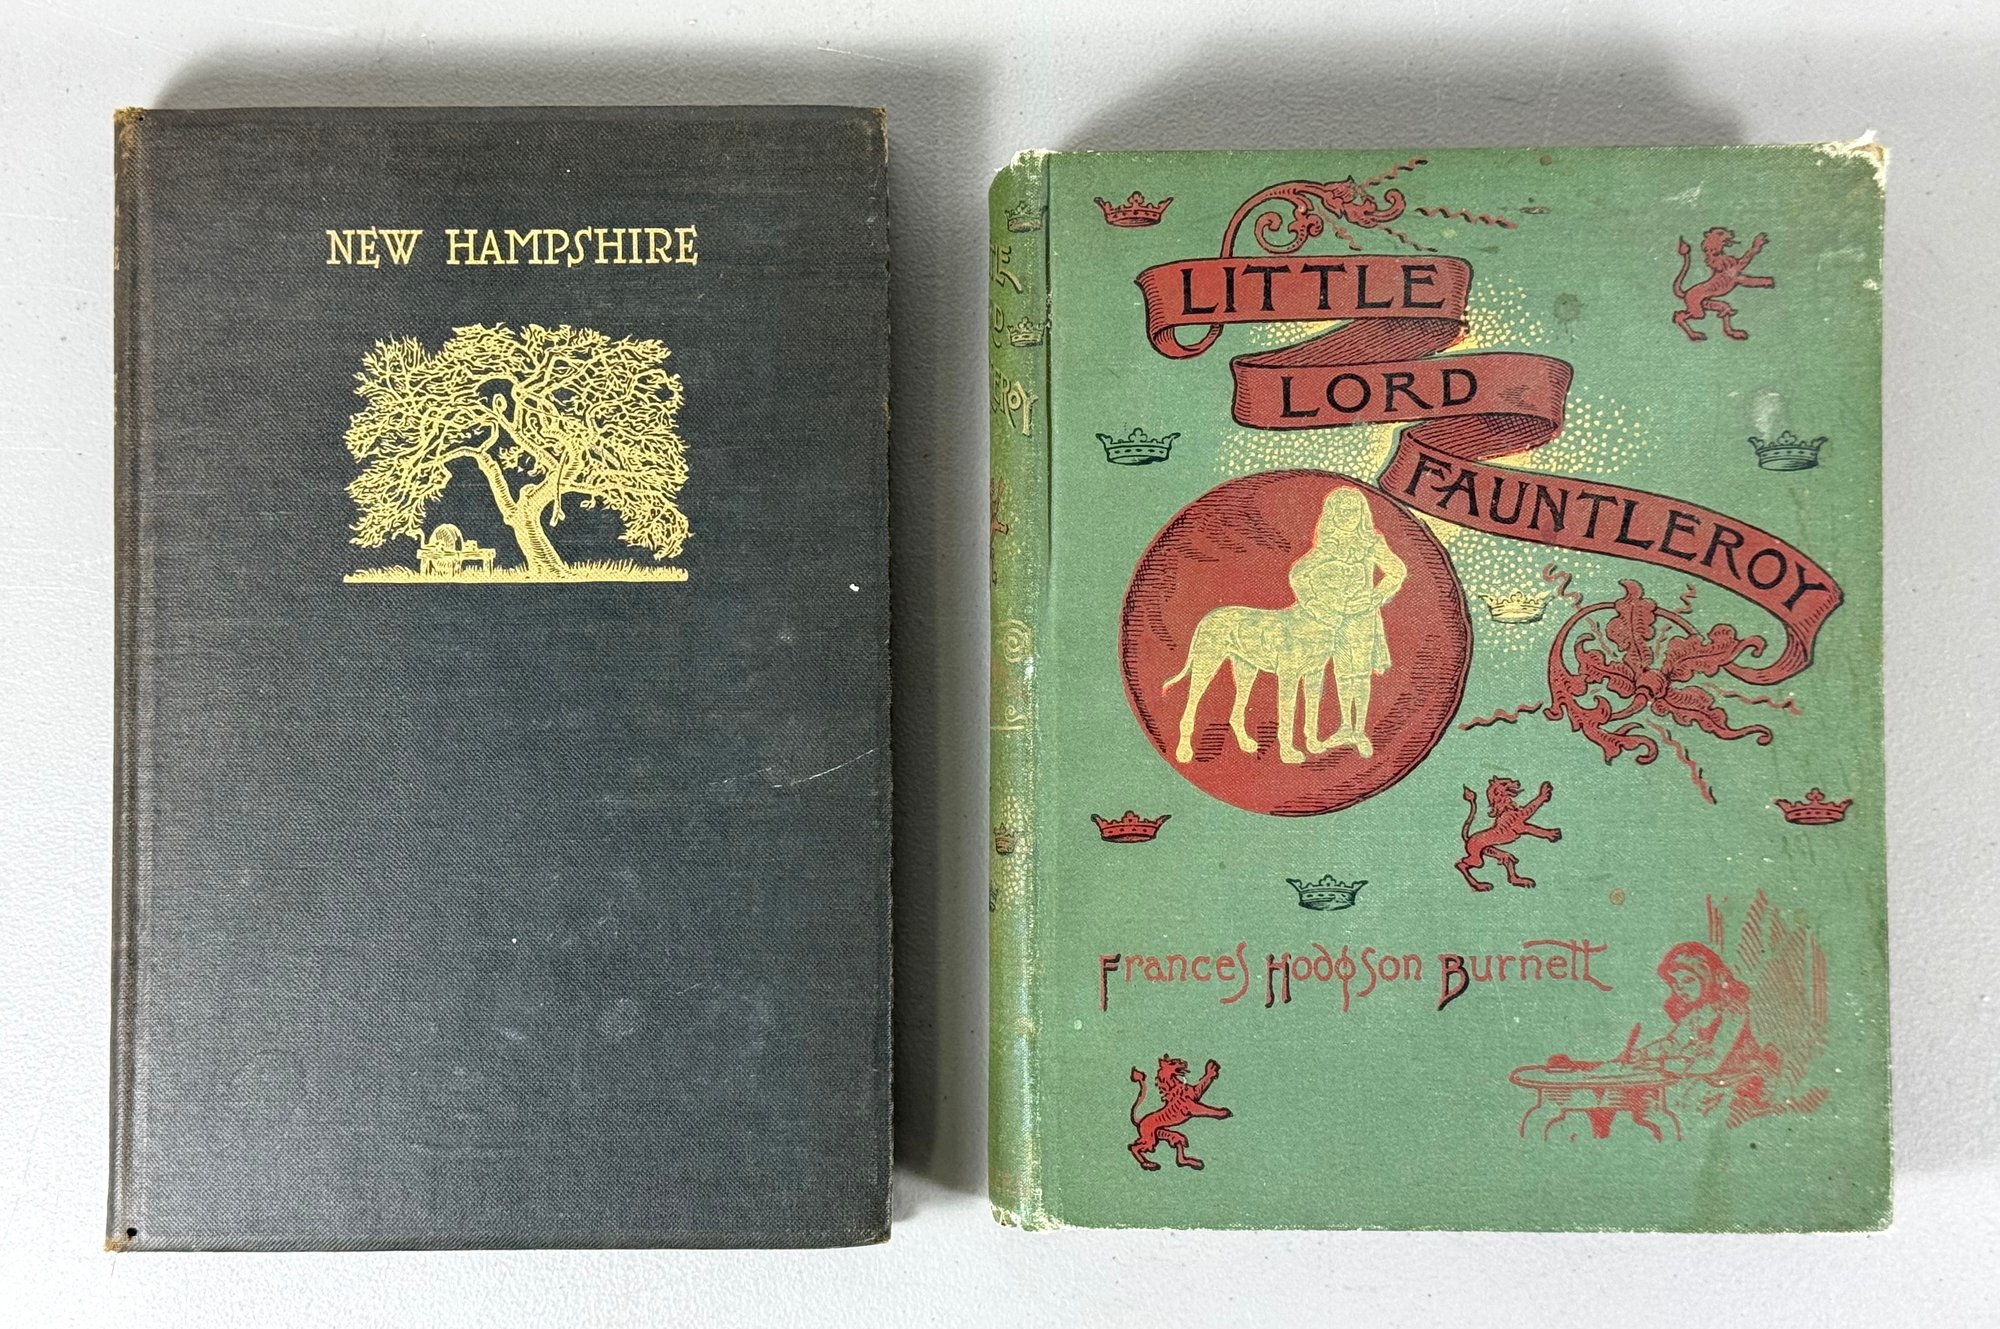 NEW HAMPSHIRE
LITTLE
LORD
FAUNTLEROY
Frances Hodgson Burnett